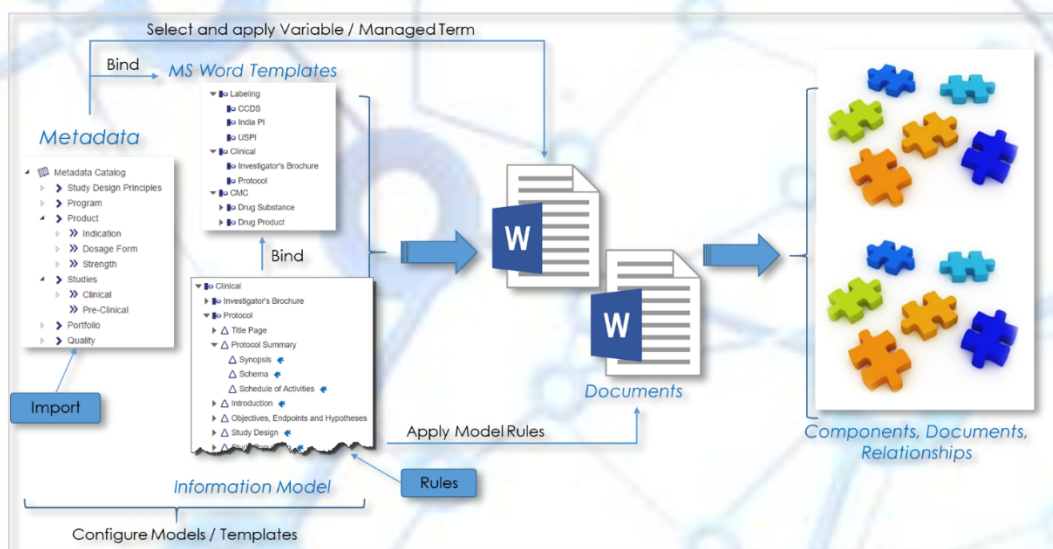 Select and apply Variable / Managed Term
Bind
MS Word Templates
Labeling
CCDS
India PI
USPI
Clinical
Investigator's Brochure
Protocol
CMC
Drug Substance
Drug Product
Metadata
Metadata Catalog
Study Design Principles
Program
Product
Indication
Dosage Form
Strength
Studies
Clinical
Pre-Clinical
Portfolio
Quality
Import
Bind
Clinical
Investigator's Brochure
Protocol
Title Page
Protocol Summary
Synopsis
Schema
Schedule of Activities
Introduction
Objectives, Endpoints and Hypotheses
Study Design
Information Model
Rules
Configure Models / Templates
Apply Model Rules
W
W
Documents
Components, Documents,
Relationships